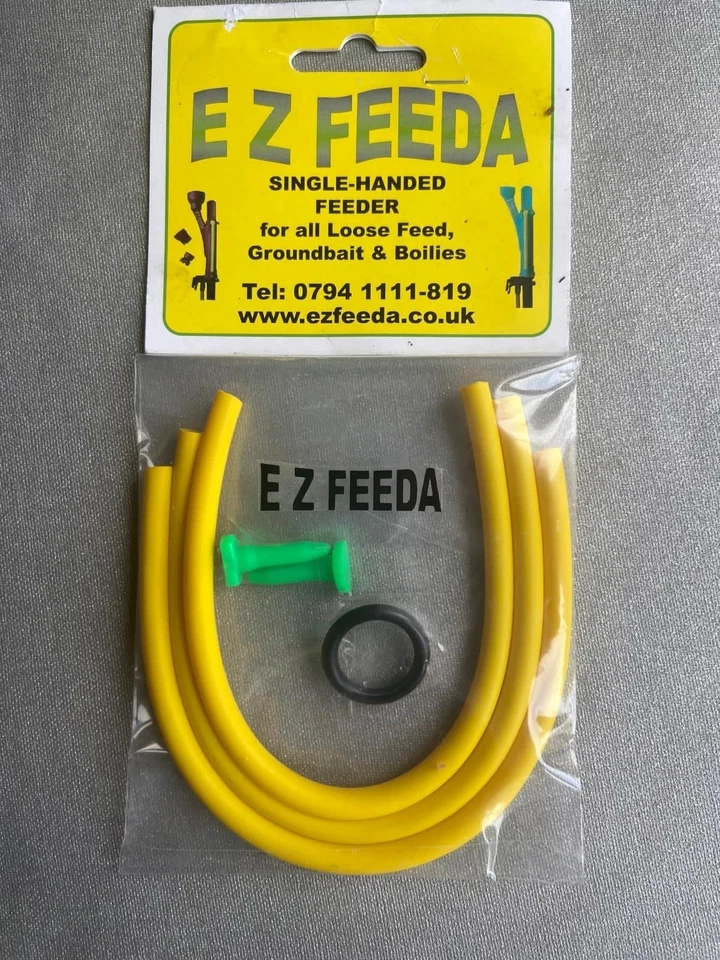 E Z FEEDA
SINGLE-HANDED
FEEDER
for all Loose Feed,
Groundbait & Boilies
Tel: 0794 1111-819
www.ezfeeda.co.uk
E Z FEEDA